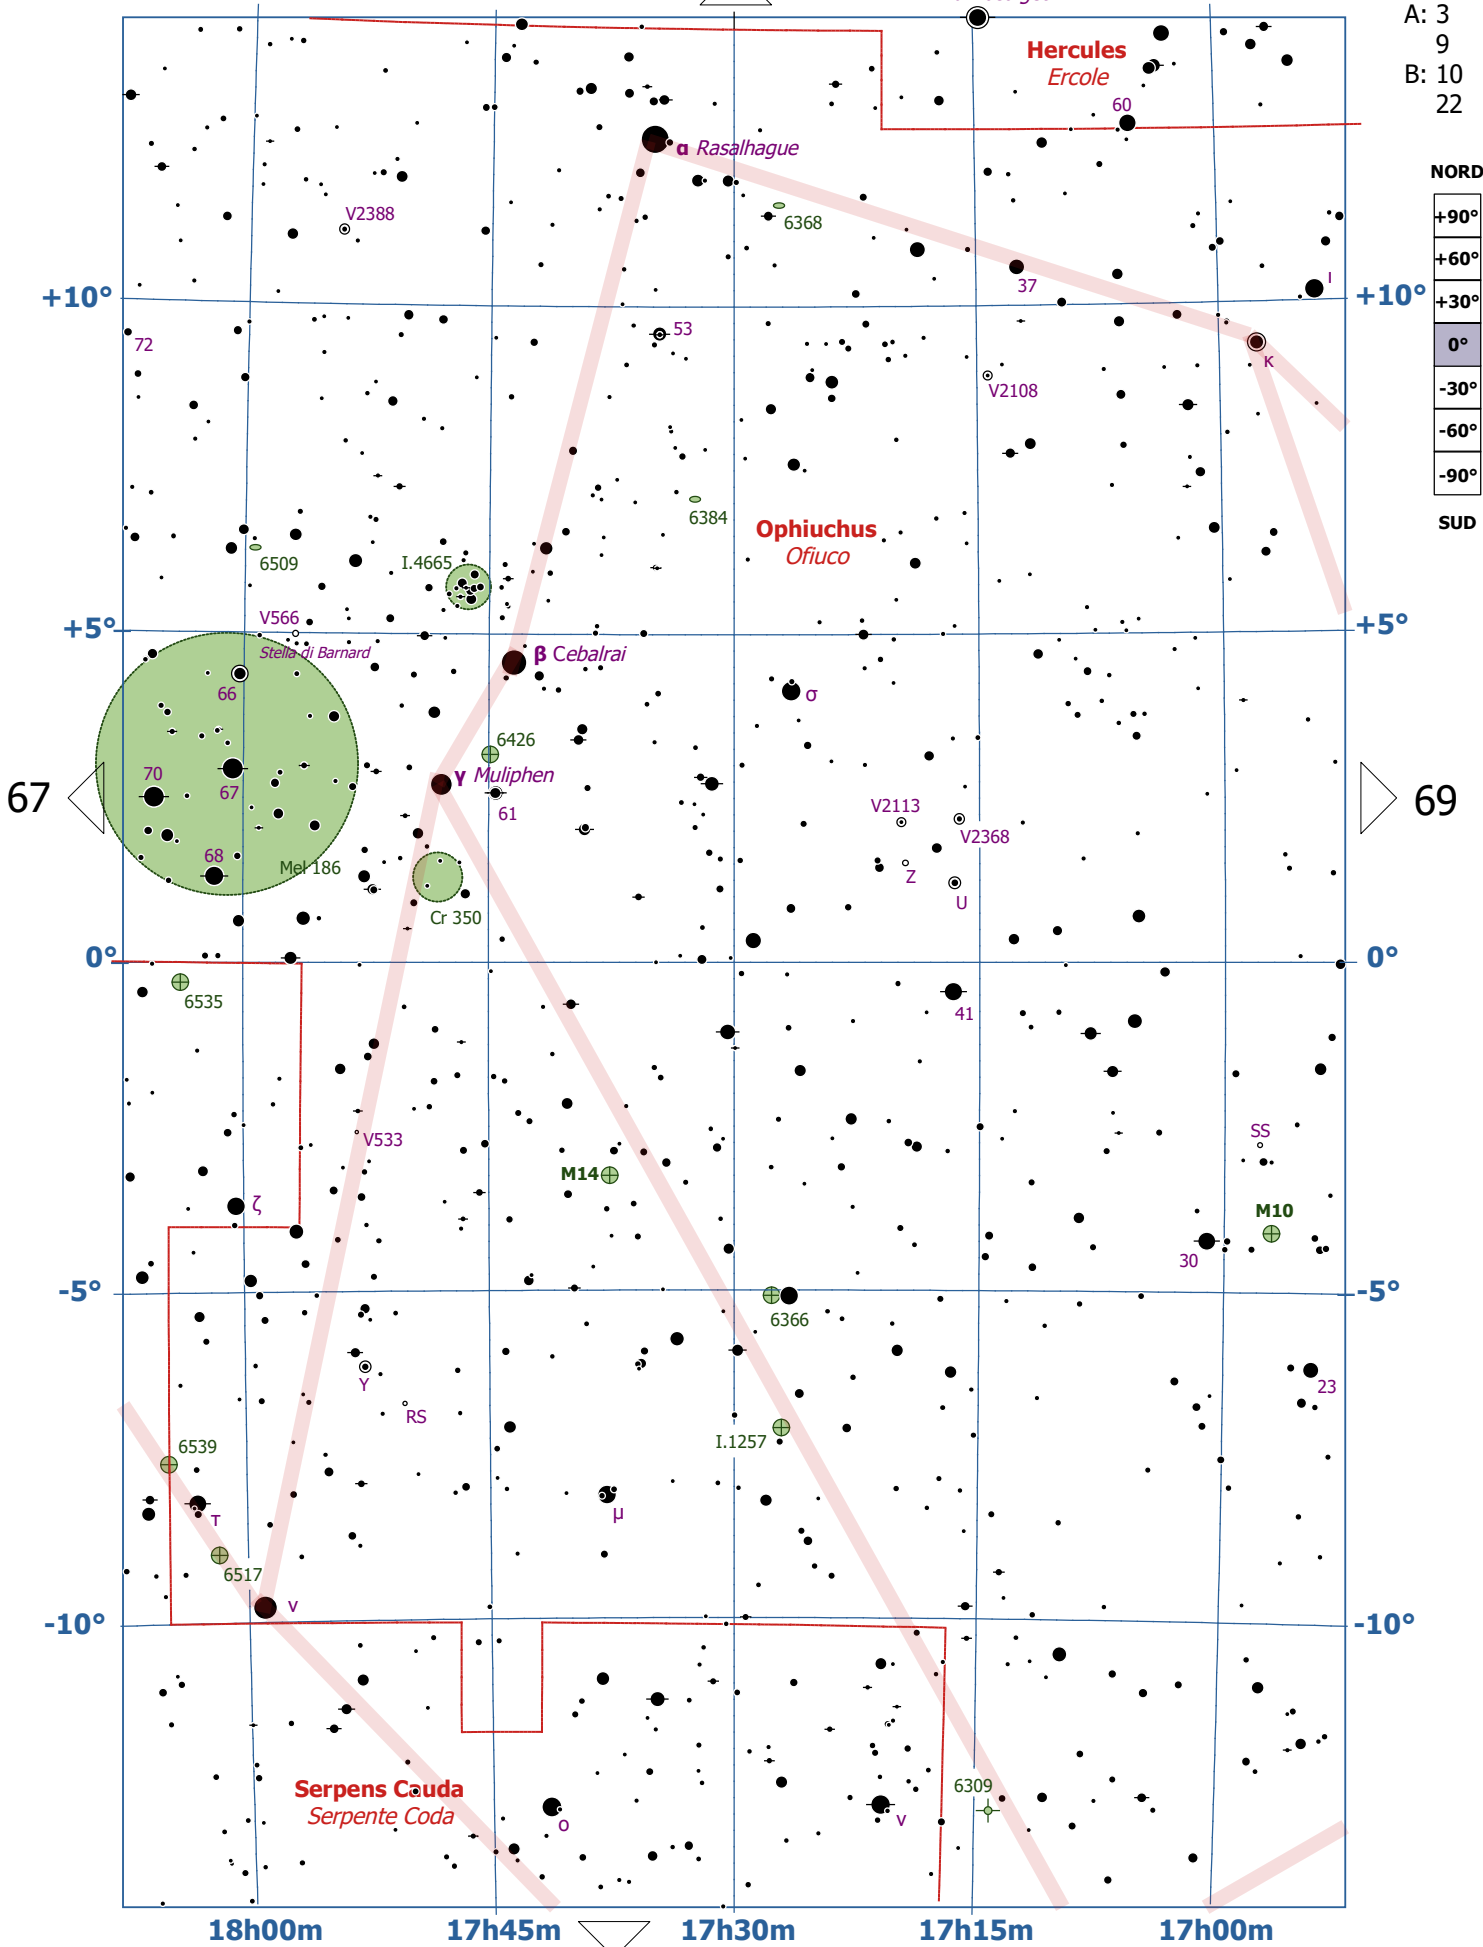 A: 3
9
B: 10
22
Hercules
Ercole
60
α Rasalhague
NORD
+90°
+60°
+30°
0°
-30°
-60°
-90°
SUD
V2388
6368
37
I
+10°
+10°
72
53
κ
V2108
6384
Ophiuchus
Ofiuco
6509
I.4665
V566
+5°
+5°
Stella di Barnard
β Cebalrai
66
σ
6426
γ Muliphen
70
67
61
67
69
V2113
V2368
68
Mel 186
Z
U
Cr 350
0°
0°
6535
41
V533
SS
M14
ζ
M10
30
-5°
-5°
6366
Y
RS
23
6539
I.1257
τ
μ
6517
ν
-10°
-10°
Serpens Cauda
Serpente Coda
6309
ο
ν
18h00m
17h45m
17h30m
17h15m
17h00m